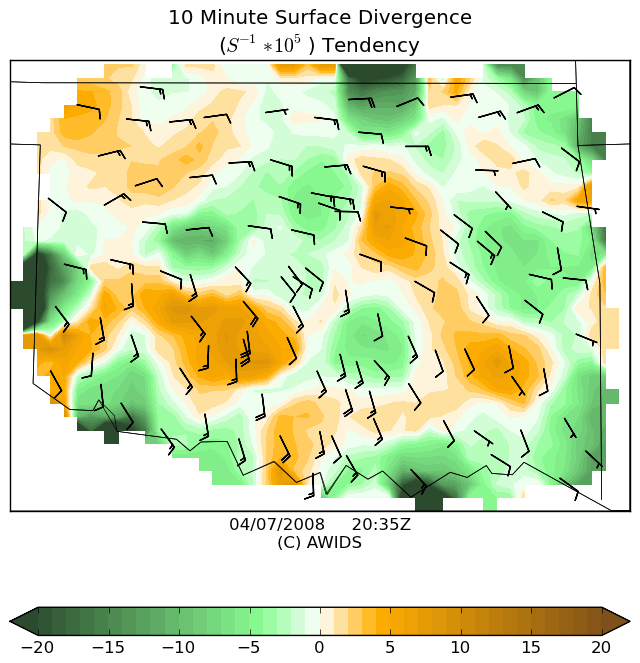 10 Minute Surface Divergence
(S⁻¹ *10⁵ ) Tendency
04/07/2008 20:35Z
(C) AWIDS
−20 −15 −10 −5 0 5 10 15 20